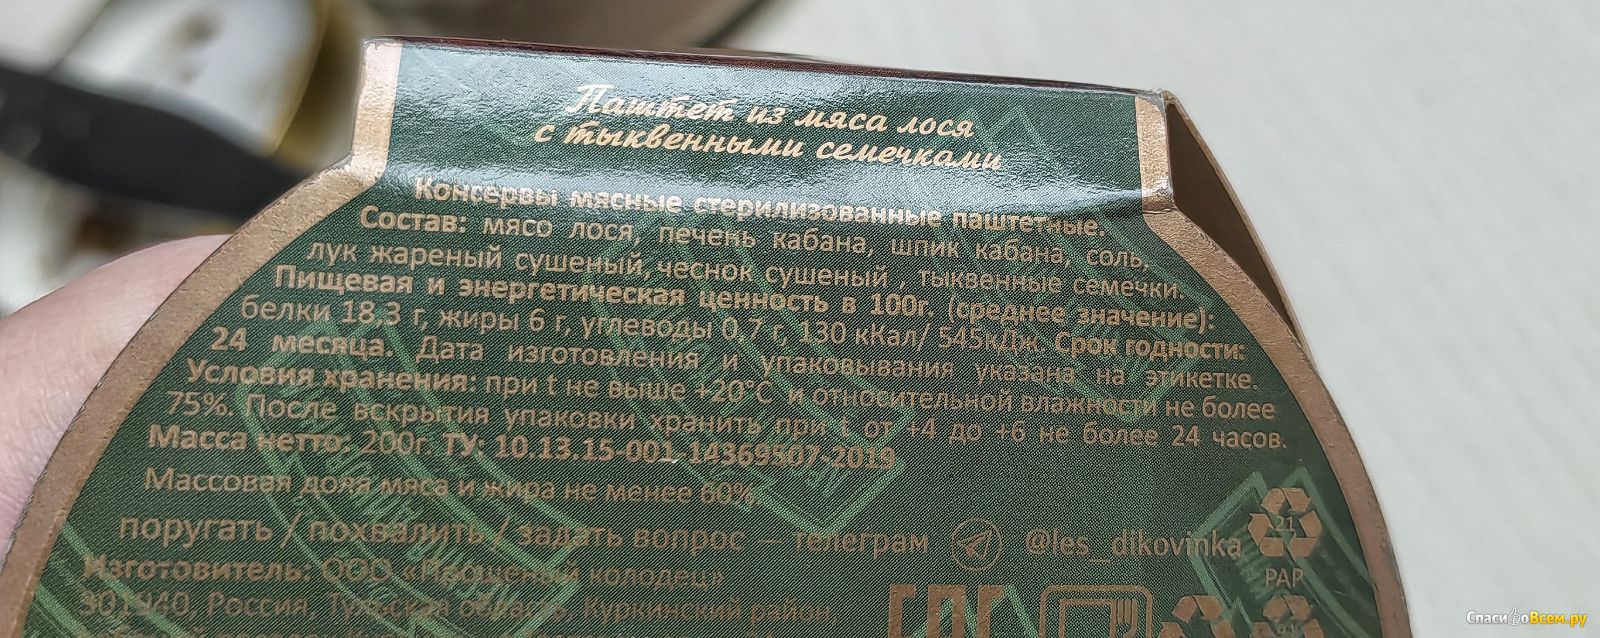 Паштет из мяса лося
с тыквенными семечками
Консервы мясные стерилизованные паштетные.
Состав: мясо лося, печень кабана, шпик кабана, соль,
лук жареный сушеный, чеснок сушеный , тыквенные семечки.
Пищевая и энергетическая ценность в 100г. (среднее значение):
белки 18,3 г, жиры 6 г, углеводы 0,7 г, 130 кКал/ 545кДж. Срок годности:
24 месяца. Дата изготовления и упаковывания указана на этикетке.
Условия хранения: при t не выше +20°С и относительной влажности не более
75%. После вскрытия упаковки хранить при t от +4 до +6 не более 24 часов.
Масса нетто: 200г. ТУ: 10.13.15-001-14369507-2019
Массовая доля мяса и жира не менее 60%
поругать / похвалить / задать вопрос — телеграм @les_dikovinka
Изготовитель: ООО «Прощеный колодец»
301940, Россия, Тульская область, Куркинский район
21
PAP
EAC
СпасибоВсем.ру